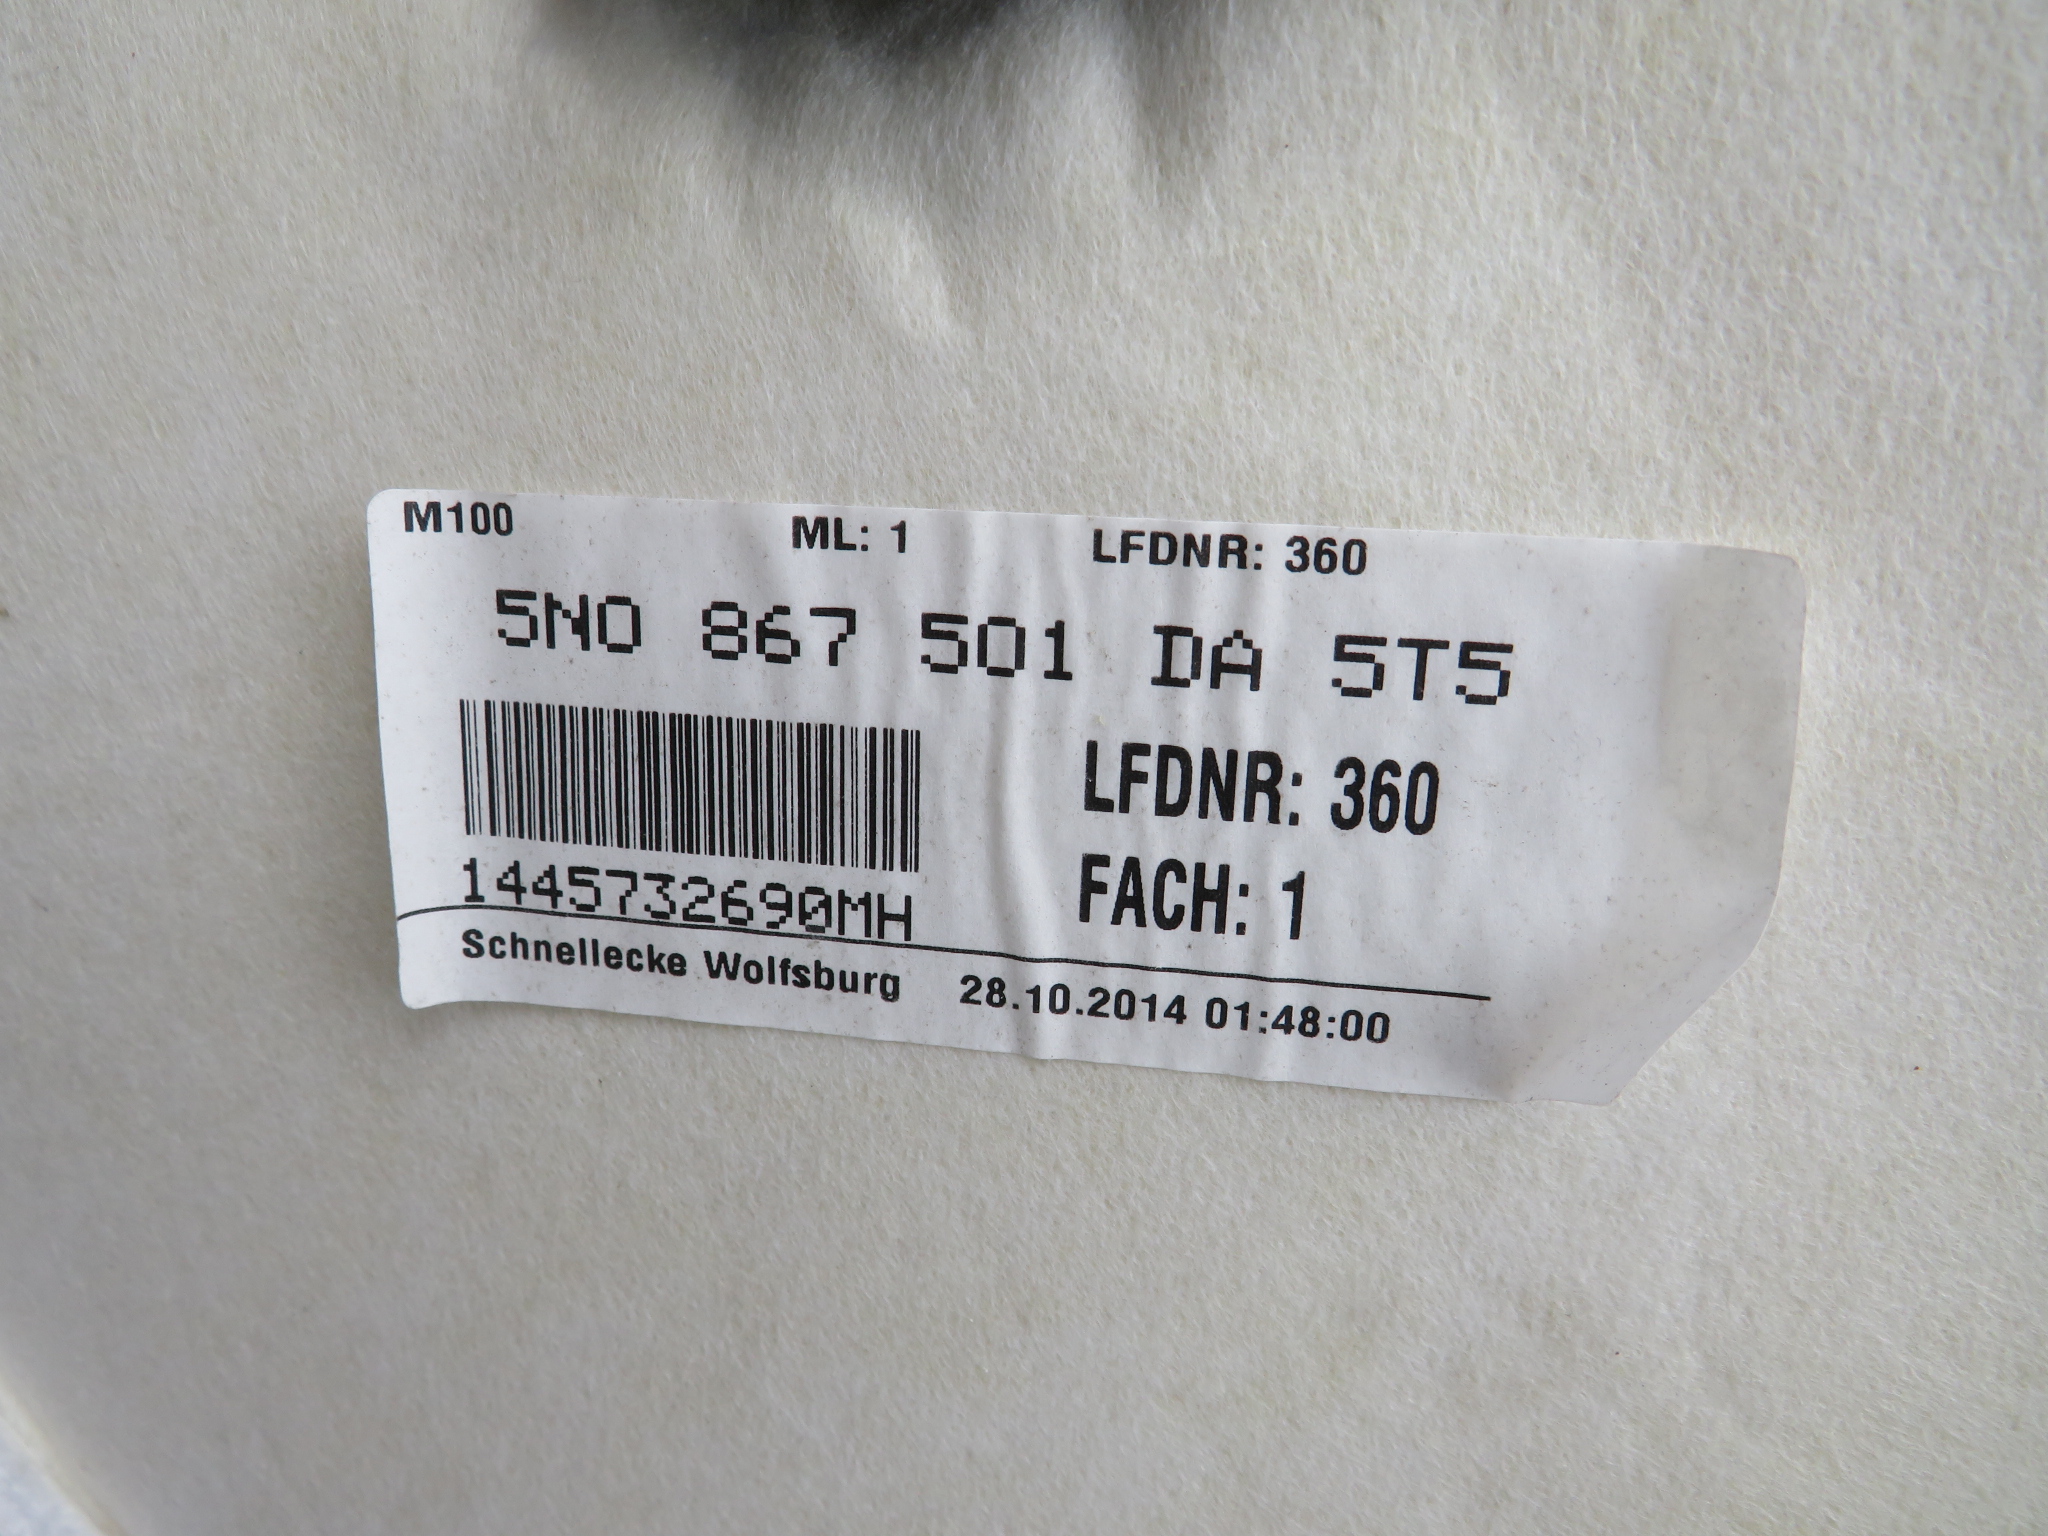 M100 ML: 1 LFDNR: 360
5N0 867 501 DA 5T5
LFDNR: 360
FACH: 1
1445732690MH
Schnellecke Wolfsburg 28.10.2014 01:48:00